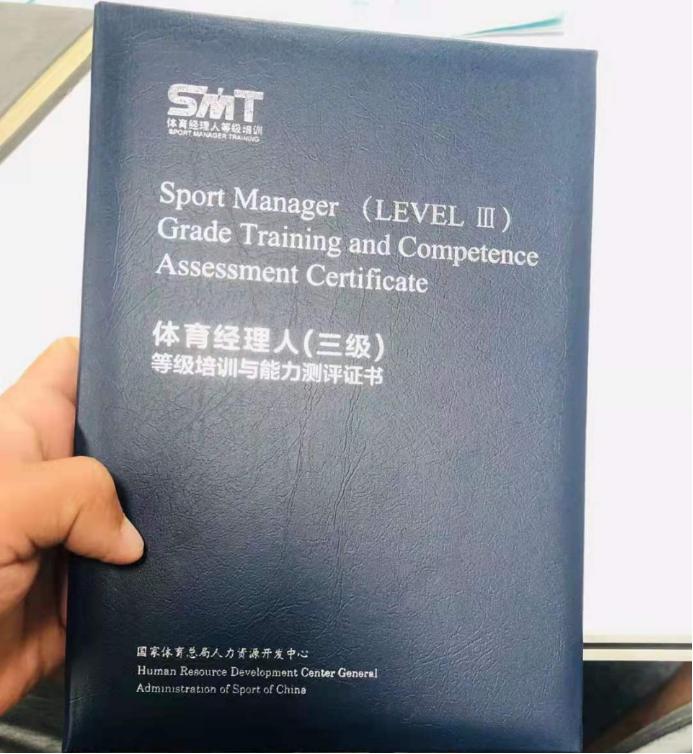 SMT
体育经理人等级培训
SPORT MANAGER TRAINING
Sport Manager （LEVEL Ⅲ）
Grade Training and Competence
Assessment Certificate
体育经理人(三级)
等级培训与能力测评证书
国家体育总局人力资源开发中心
Human Resource Development Center General
Administration of Sport of China